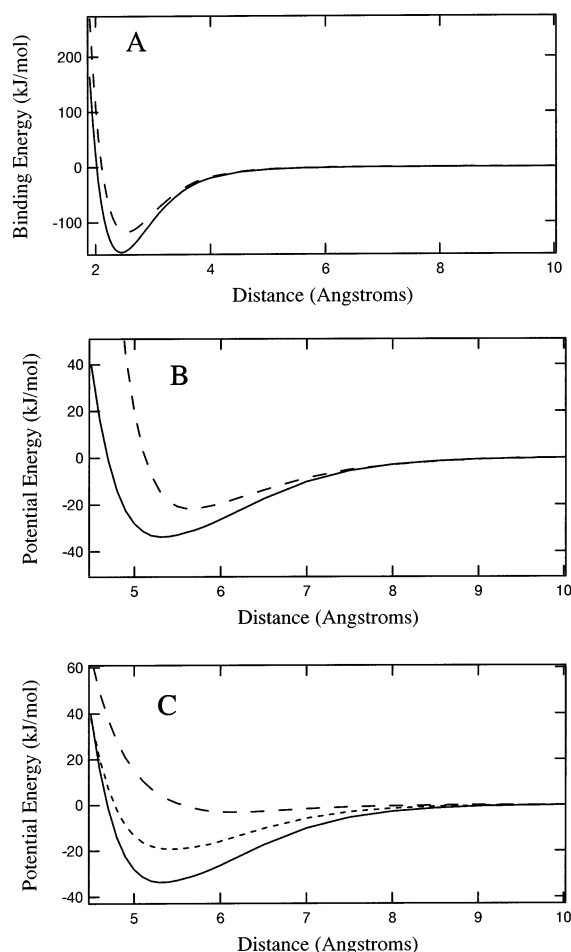 A
Binding Energy (kJ/mol)
200
100
0
-100
2 4 6 8 10
Distance (Angstroms)
B
Potential Energy (kJ/mol)
40
20
0
-20
-40
5 6 7 8 9 10
Distance (Angstroms)
C
Potential Energy (kJ/mol)
60
40
20
0
-20
-40
5 6 7 8 9 10
Distance (Angstroms)